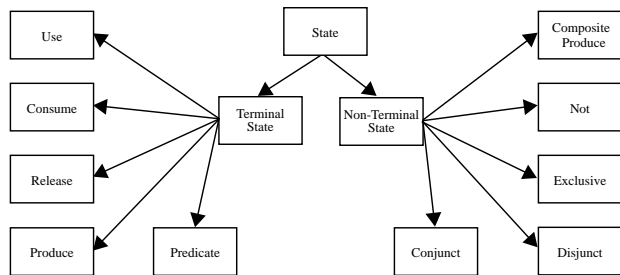 State
Use
Composite
Produce
Consume
Terminal
State
Non-Terminal
State
Not
Release
Exclusive
Produce
Predicate
Conjunct
Disjunct